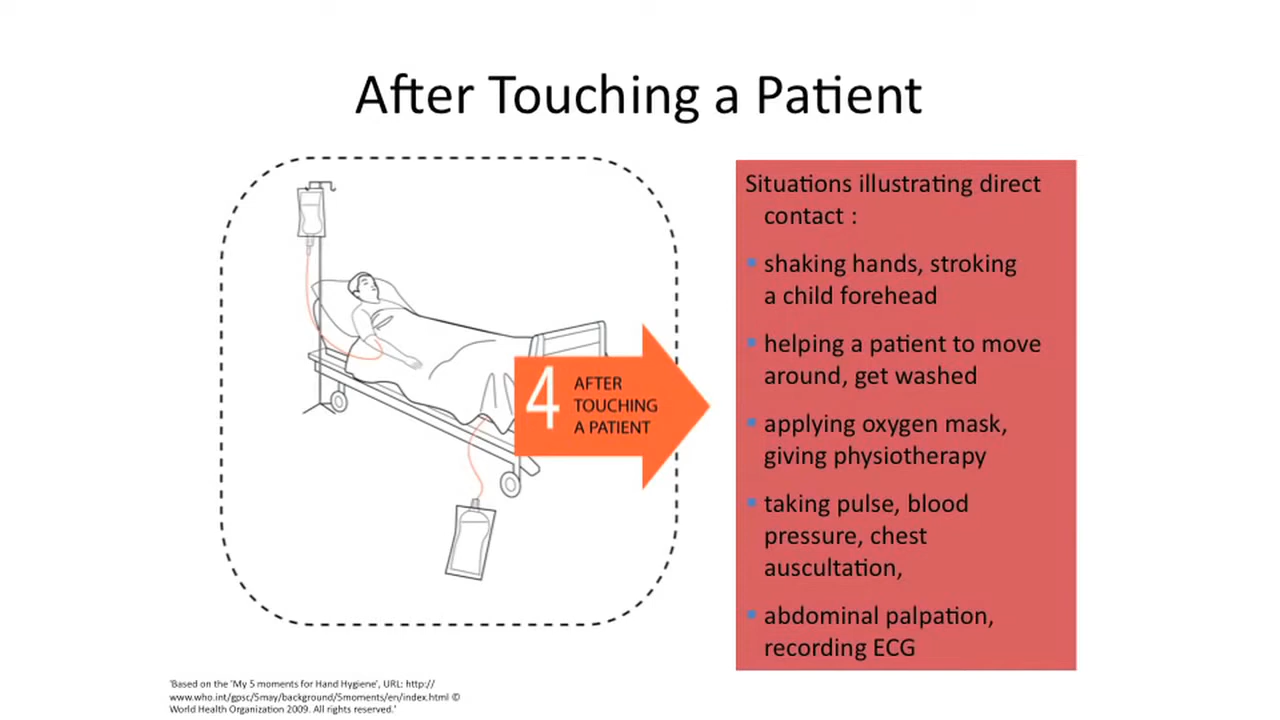 After Touching a Patient
4
AFTER
TOUCHING
A PATIENT
Situations illustrating direct
contact :
shaking hands, stroking
a child forehead
helping a patient to move
around, get washed
applying oxygen mask,
giving physiotherapy
taking pulse, blood
pressure, chest
auscultation,
abdominal palpation,
recording ECG
'Based on the 'My 5 moments for Hand Hygiene', URL: http://
www.who.int/gpsc/5may/background/5moments/en/index.html ©
World Health Organization 2009. All rights reserved.'